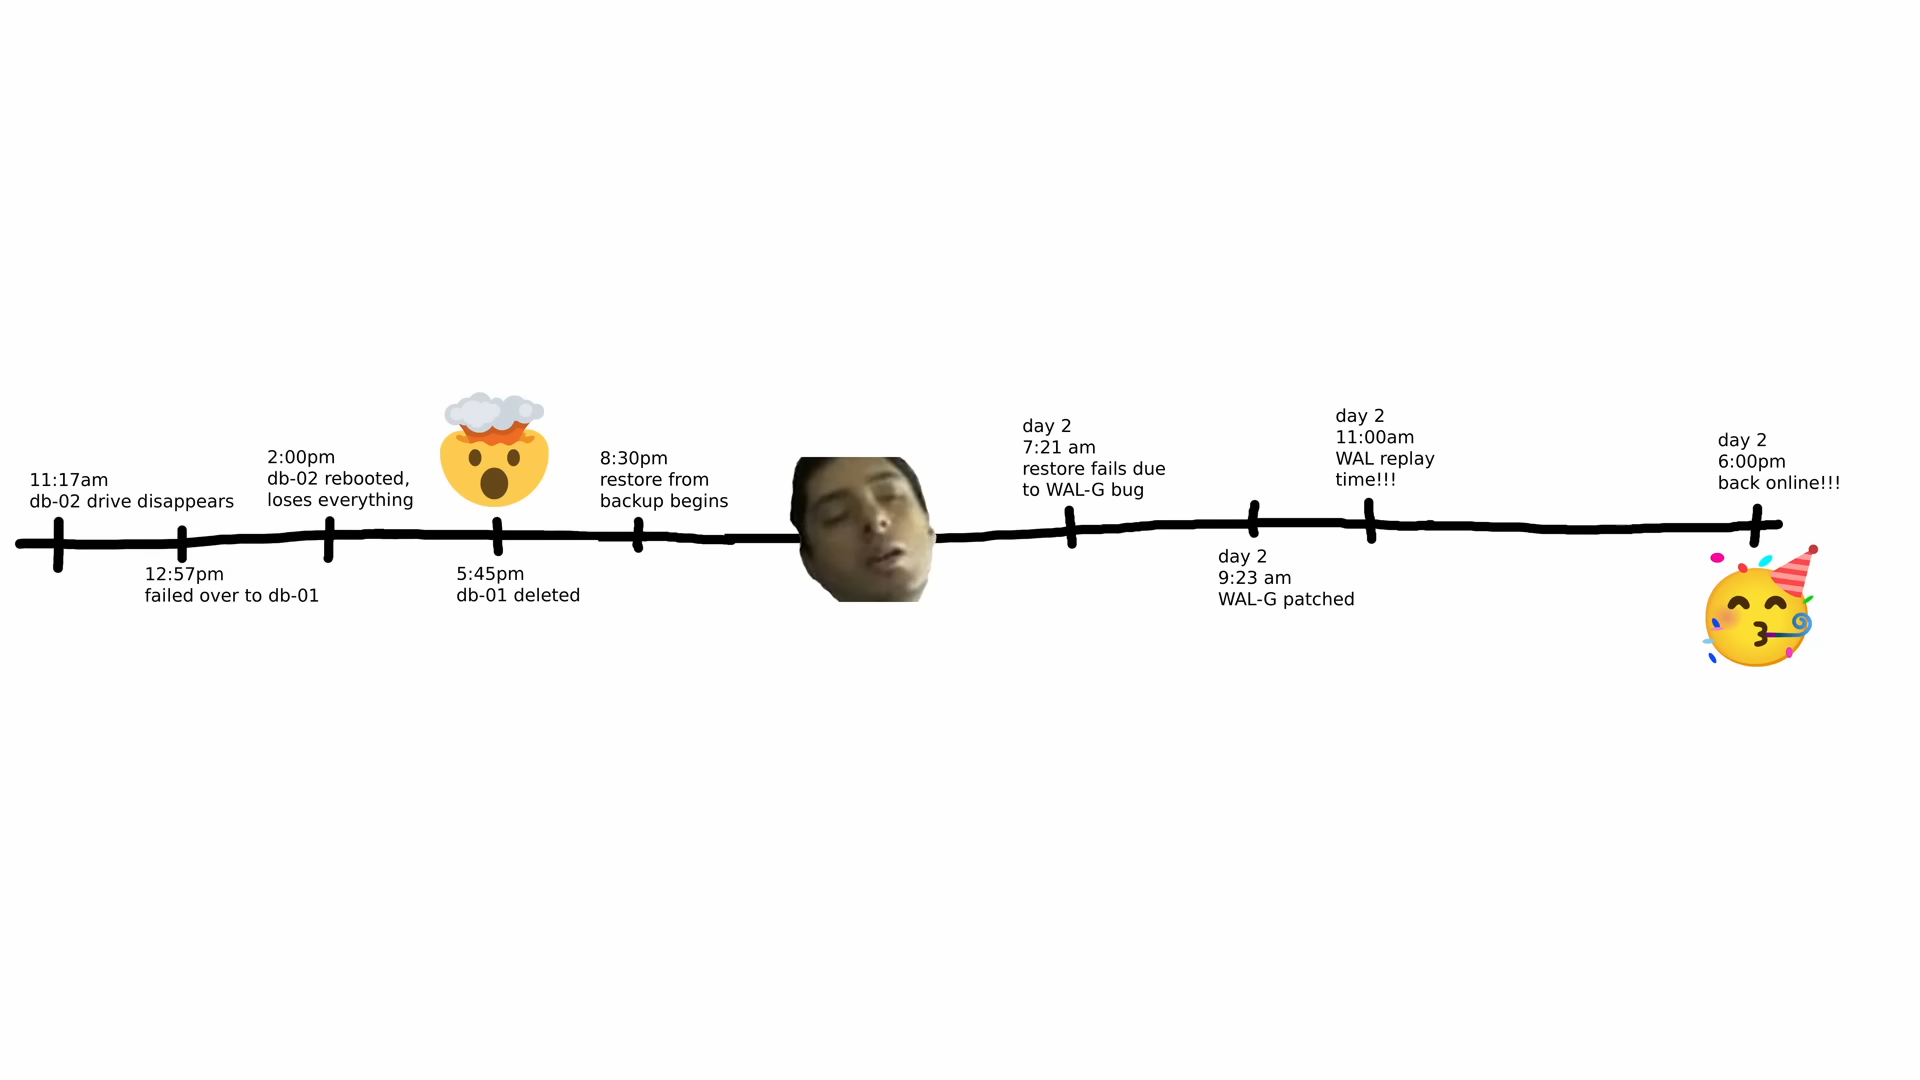 11:17am
db-02 drive disappears
12:57pm
failed over to db-01
2:00pm
db-02 rebooted,
loses everything
5:45pm
db-01 deleted
8:30pm
restore from
backup begins
day 2
7:21 am
restore fails due
to WAL-G bug
day 2
9:23 am
WAL-G patched
day 2
11:00am
WAL replay
time!!!
day 2
6:00pm
back online!!!